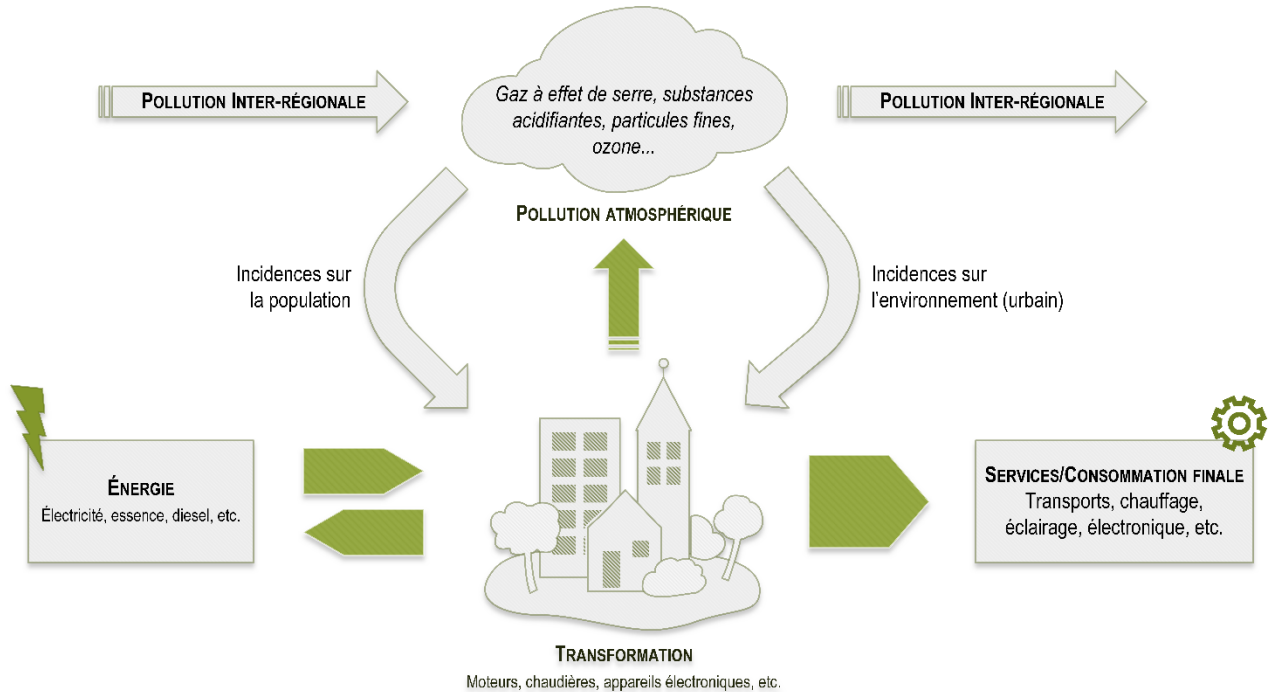 POLLUTION INTER-RÉGIONALE
Gaz à effet de serre, substances
acidifiantes, particules fines,
ozone...
POLLUTION INTER-RÉGIONALE
POLLUTION ATMOSPHÉRIQUE
Incidences sur
la population
Incidences sur
l'environnement (urbain)
ÉNERGIE
Électricité, essence, diesel, etc.
SERVICES/CONSOMMATION FINALE
Transports, chauffage,
éclairage, électronique, etc.
TRANSFORMATION
Moteurs, chaudières, appareils électroniques, etc.